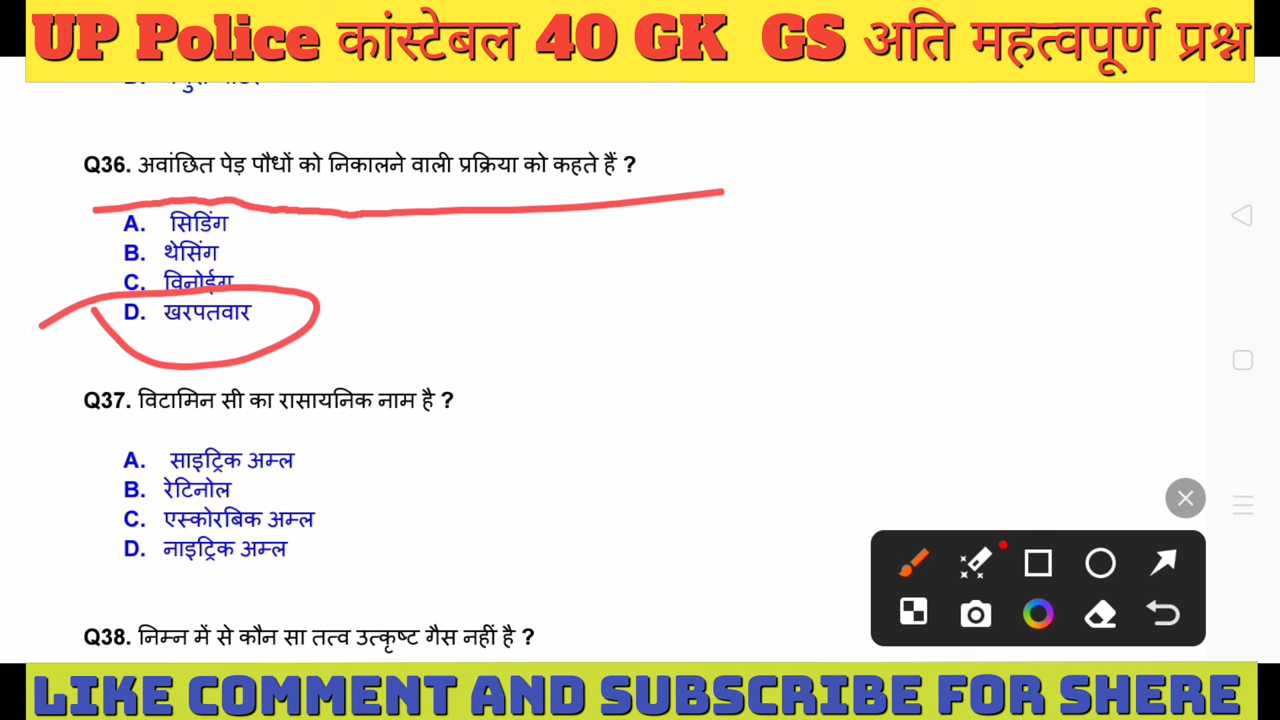 UP Police कांस्टेबल 40 GK GS अति महत्वपूर्ण प्रश्न
Q36. अवांछित पेड़ पौधों को निकालने वाली प्रक्रिया को कहते हैं ?
A. सिडिंग
B. थेसिंग
C. विनोईग
D. खरपतवार
Q37. विटामिन सी का रासायनिक नाम है ?
A. साइट्रिक अम्ल
B. रेटिनोल
C. एस्कोरबिक अम्ल
D. नाइट्रिक अम्ल
Q38. निम्न में से कौन सा तत्व उत्कृष्ट गैस नहीं है ?
LIKE COMMENT AND SUBSCRIBE FOR SHERE